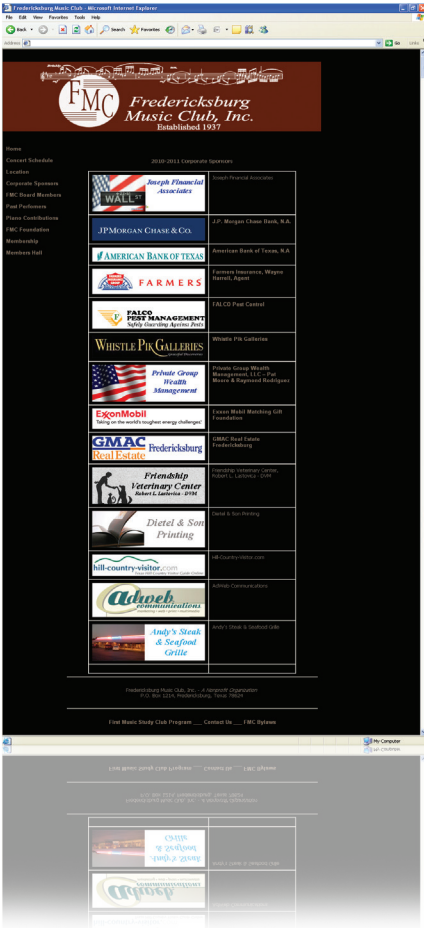 Fredericksburg Music Club - Microsoft Internet Explorer
File Edit View Favorites Tools Help
Back Search Favorites
Address Go Links
FMC
Fredericksburg
Music Club, Inc.
Established 1937
Home
Concert Schedule
Location
Corporate Sponsors
FMC Board Members
Past Performers
Piano Contributions
FMC Foundation
Membership
Members Hall
2010-2011 Corporate Sponsors
WALL ST
Joseph Financial
Associates
Joseph Financial Associates
JPMORGAN CHASE & CO.
J.P. Morgan Chase Bank, N.A.
AMERICAN BANK OF TEXAS
American Bank of Texas, N.A
FARMERS
Farmers Insurance, Wayne
Harrell, Agent
FALCO
PEST MANAGEMENT
Safely Guarding Against Pests
FALCO Pest Control
WHISTLE PIK GALLERIES
Whistle Pik Galleries
Private Group
Wealth
Management
Private Group Wealth
Management, LLC – Pat
Moore & Raymond Rodriguez
ExxonMobil
Taking on the world's toughest energy challenges.
Exxon Mobil Matching Gift
Foundation
GMAC
Real Estate
Fredericksburg
GMAC Real Estate
Fredericksburg
Friendship
Veterinary Center
Robert L. Lastovica - DVM
Friendship Veterinary Center,
Robert L. Lastovica - DVM
Dietel & Son
Printing
Dietel & Son Printing
hill-country-visitor.com
Hill-Country-Visitor.com
Adweb
communications
AdWeb Communications
Andy's Steak
& Seafood
Grille
Andy's Steak & Seafood Grille
Fredericksburg Music Club, Inc. - A Nonprofit Organization
P.O. Box 1214, Fredericksburg, Texas 78624
First Music Study Club Program ___ Contact Us ___ FMC Bylaws
My Computer